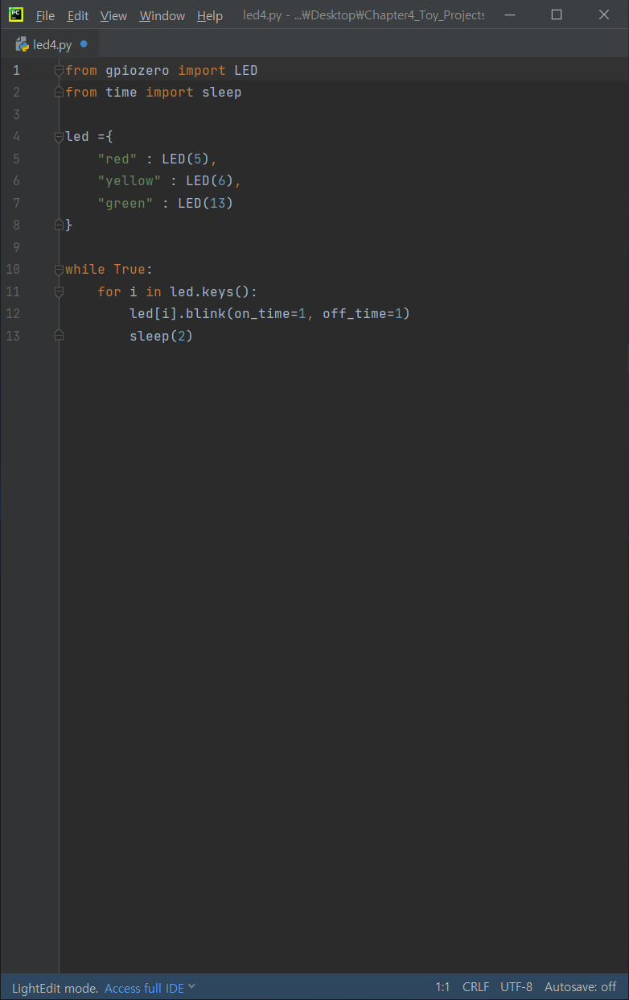 PC File Edit View Window Help led4.py - ...₩Desktop₩Chapter4_Toy_Projects
led4.py
1 from gpiozero import LED
2 from time import sleep
3
4 led ={
5     "red" : LED(5),
6     "yellow" : LED(6),
7     "green" : LED(13)
8 }
9
10 while True:
11     for i in led.keys():
12         led[i].blink(on_time=1, off_time=1)
13         sleep(2)
LightEdit mode. Access full IDE 1:1 CRLF UTF-8 Autosave: off